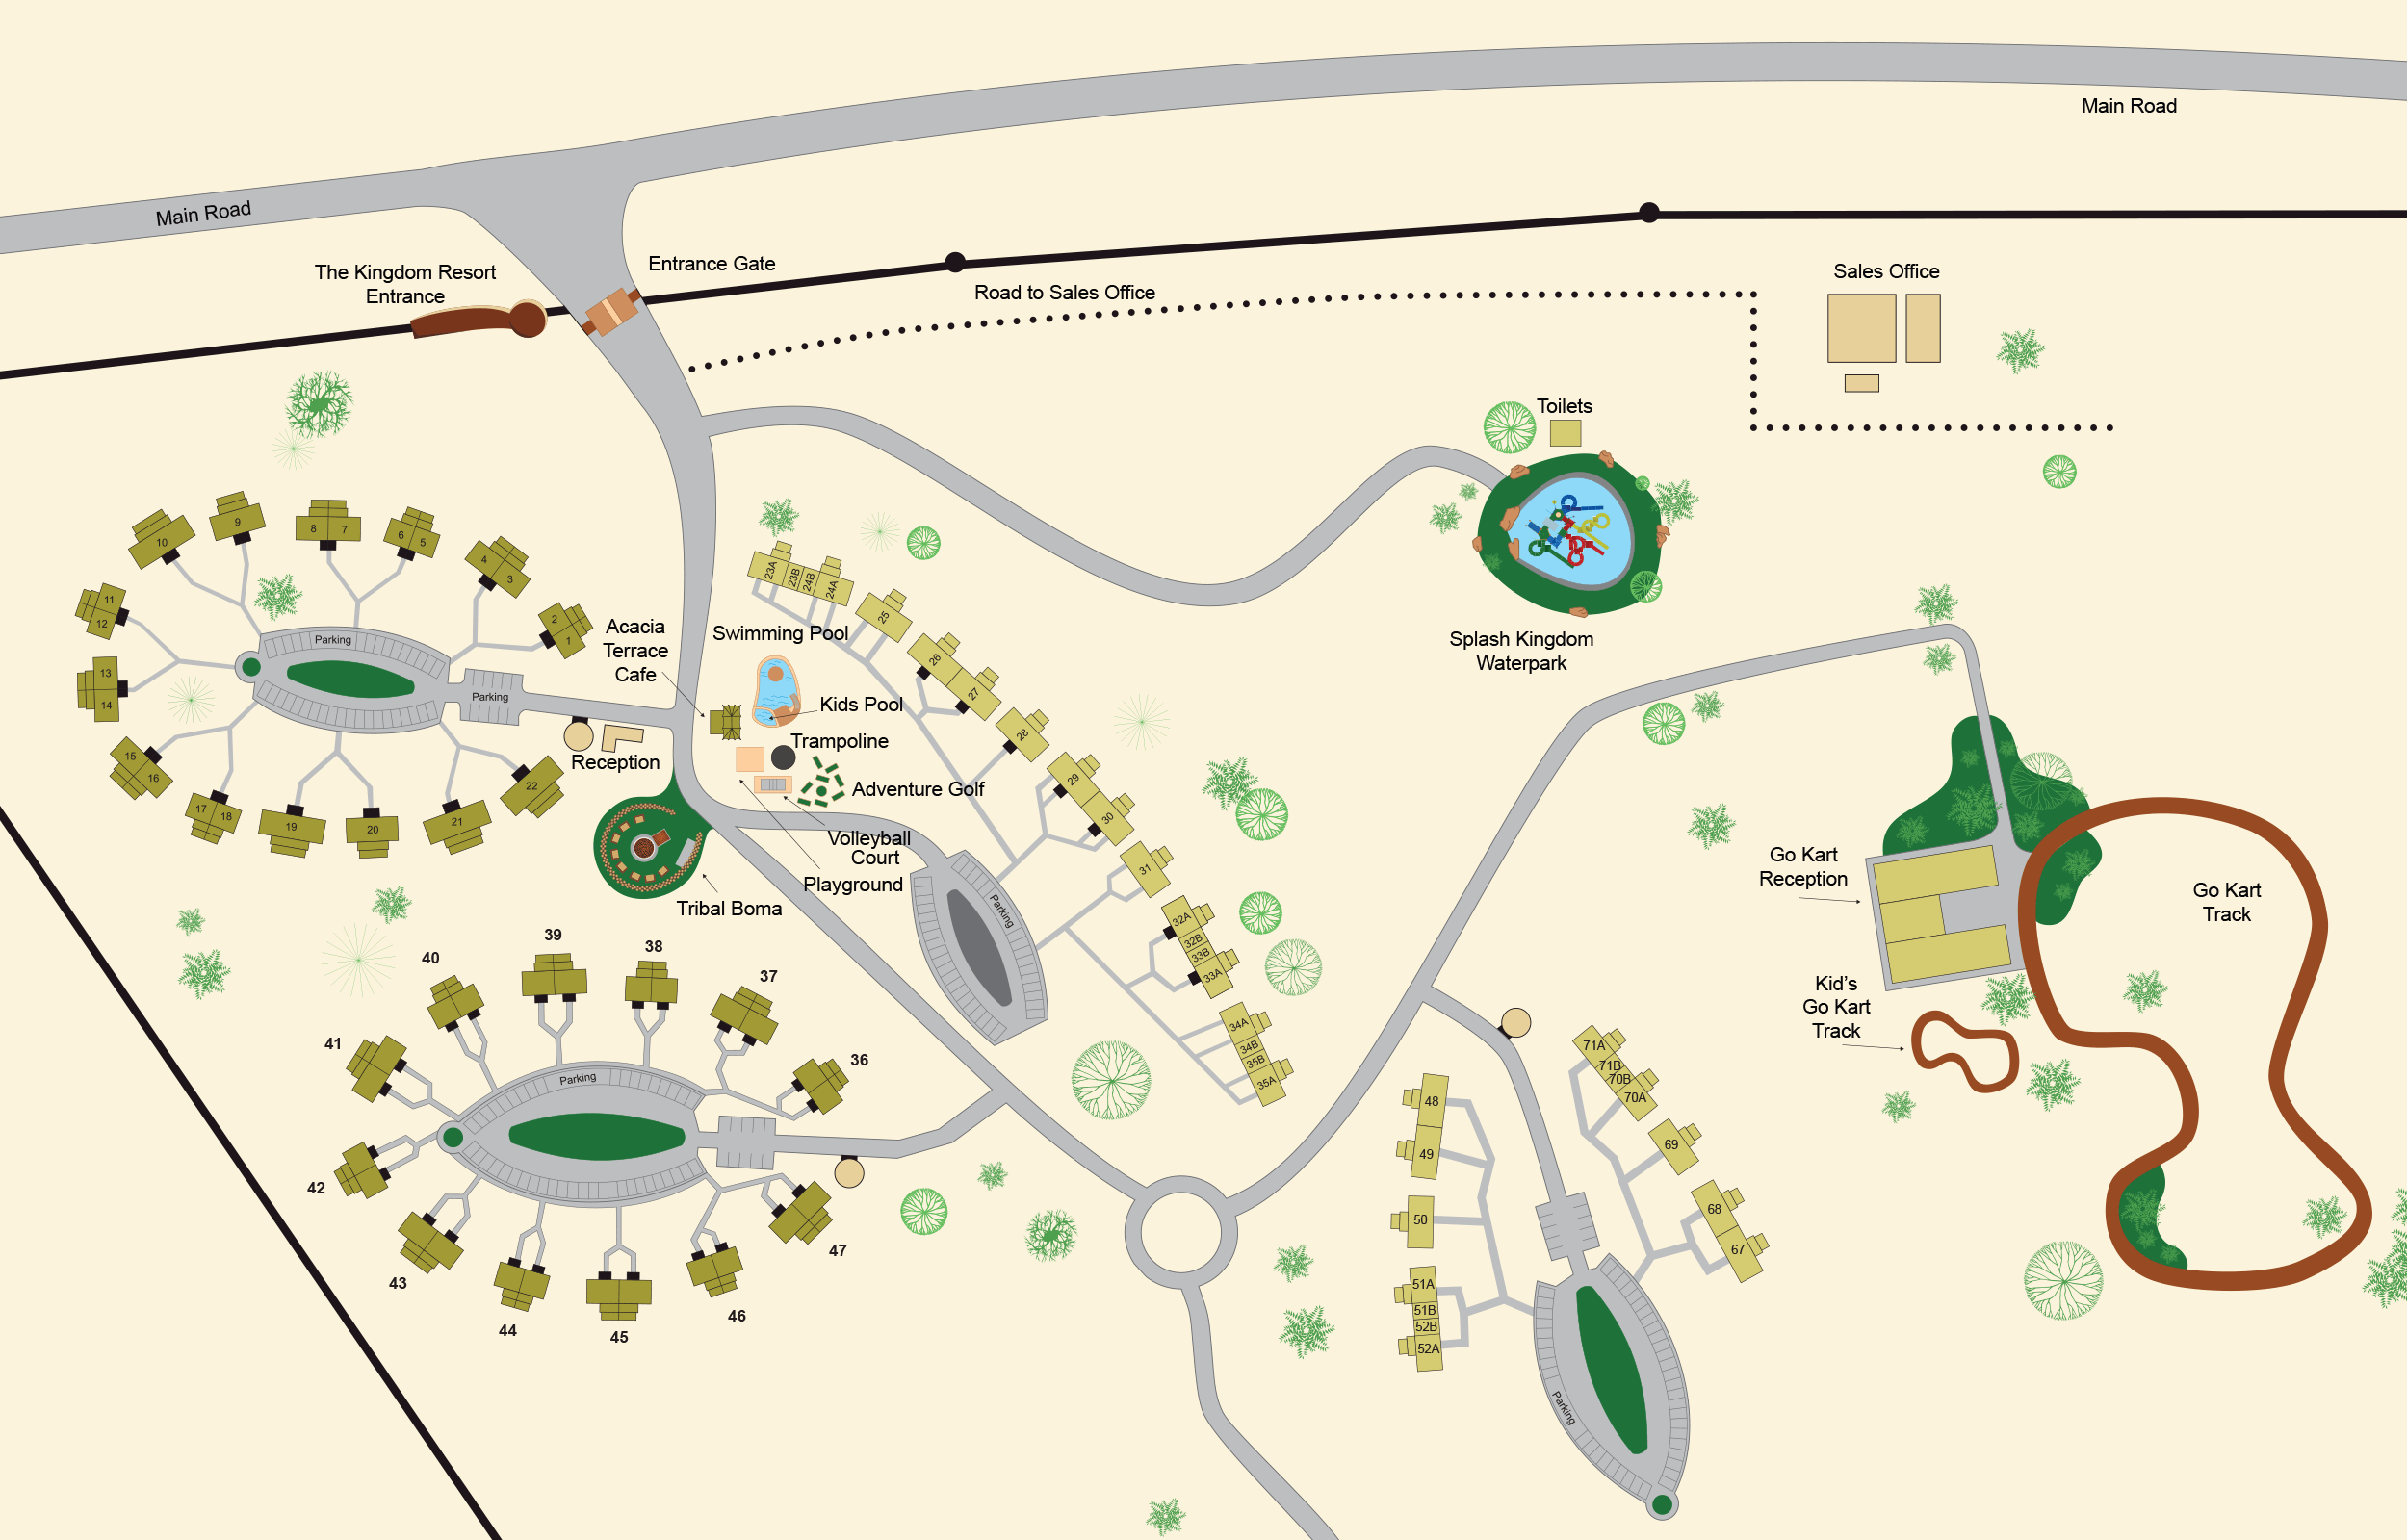 Main Road
Main Road
The Kingdom Resort
Entrance
Entrance Gate
Road to Sales Office
Sales Office
Toilets
Splash Kingdom
Waterpark
10
9
8
7
6
5
4
3
2
1
11
12
13
14
15
16
17
18
19
20
21
22
Parking
Parking
Acacia
Terrace
Cafe
Reception
Swimming Pool
Kids Pool
Trampoline
Adventure Golf
Volleyball
Court
Playground
Tribal Boma
23A
23B
24B
24A
25
26
27
28
29
30
31
32A
32B
33B
33A
34A
34B
35B
35A
Parking
Go Kart
Reception
Go Kart
Track
Kid's
Go Kart
Track
36
37
38
39
40
41
42
43
44
45
46
47
Parking
48
49
50
51A
51B
52B
52A
71A
71B
70B
70A
69
68
67
Parking